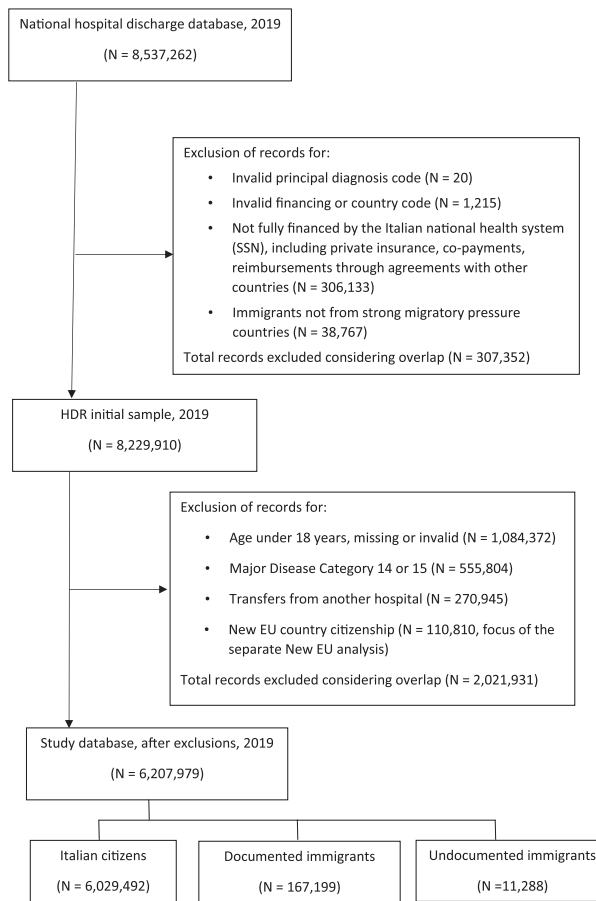 National hospital discharge database, 2019
(N = 8,537,262)
Exclusion of records for:
• Invalid principal diagnosis code (N = 20)
• Invalid financing or country code (N = 1,215)
• Not fully financed by the Italian national health system
(SSN), including private insurance, co-payments,
reimbursements through agreements with other
countries (N = 306,133)
• Immigrants not from strong migratory pressure
countries (N = 38,767)
Total records excluded considering overlap (N = 307,352)
HDR initial sample, 2019
(N = 8,229,910)
Exclusion of records for:
• Age under 18 years, missing or invalid (N = 1,084,372)
• Major Disease Category 14 or 15 (N = 555,804)
• Transfers from another hospital (N = 270,945)
• New EU country citizenship (N = 110,810, focus of the
separate New EU analysis)
Total records excluded considering overlap (N = 2,021,931)
Study database, after exclusions, 2019
(N = 6,207,979)
Italian citizens
(N = 6,029,492)
Documented immigrants
(N = 167,199)
Undocumented immigrants
(N =11,288)